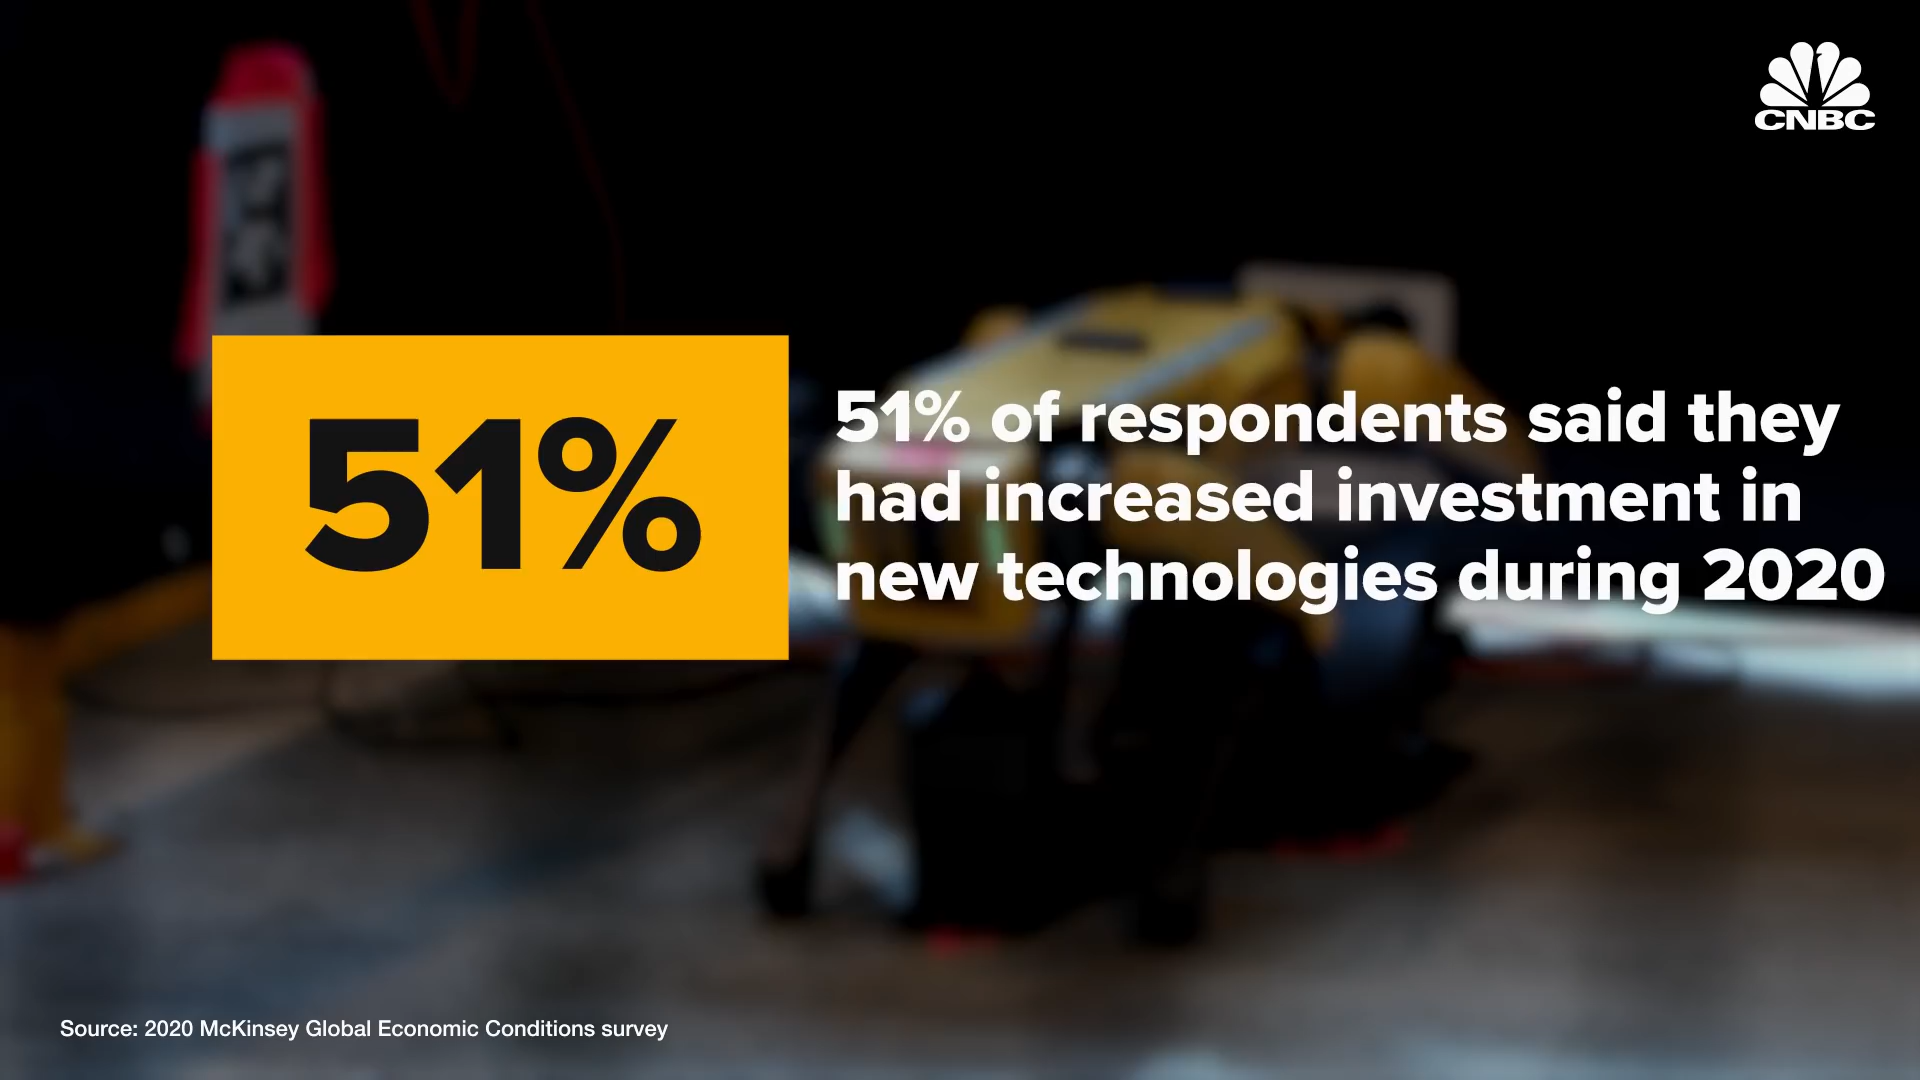 CNBC
51%
51% of respondents said they
had increased investment in
new technologies during 2020
Source: 2020 McKinsey Global Economic Conditions survey